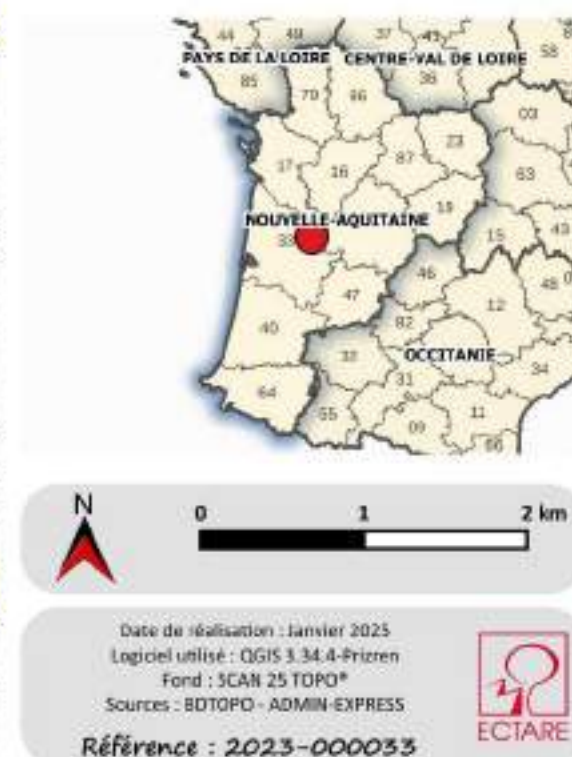 44 49 37 41
PAYS DE LA LOIRE CENTRE-VAL DE LOIRE 58
85 79 86 36
03
17 16 87 23 63
NOUVELLE-AQUITAINE 19
33 15 43
46 48
47 12
40 82
32 OCCITANIE 34
64 31
65 09 11
66
N
0 1 2 km
Date de réalisation : Janvier 2025
Logiciel utilisé : QGIS 3.34.4-Prizren
Fond : SCAN 25 TOPO®
Sources : BDTOPO - ADMIN-EXPRESS
Référence : 2023-000033
ECTARE